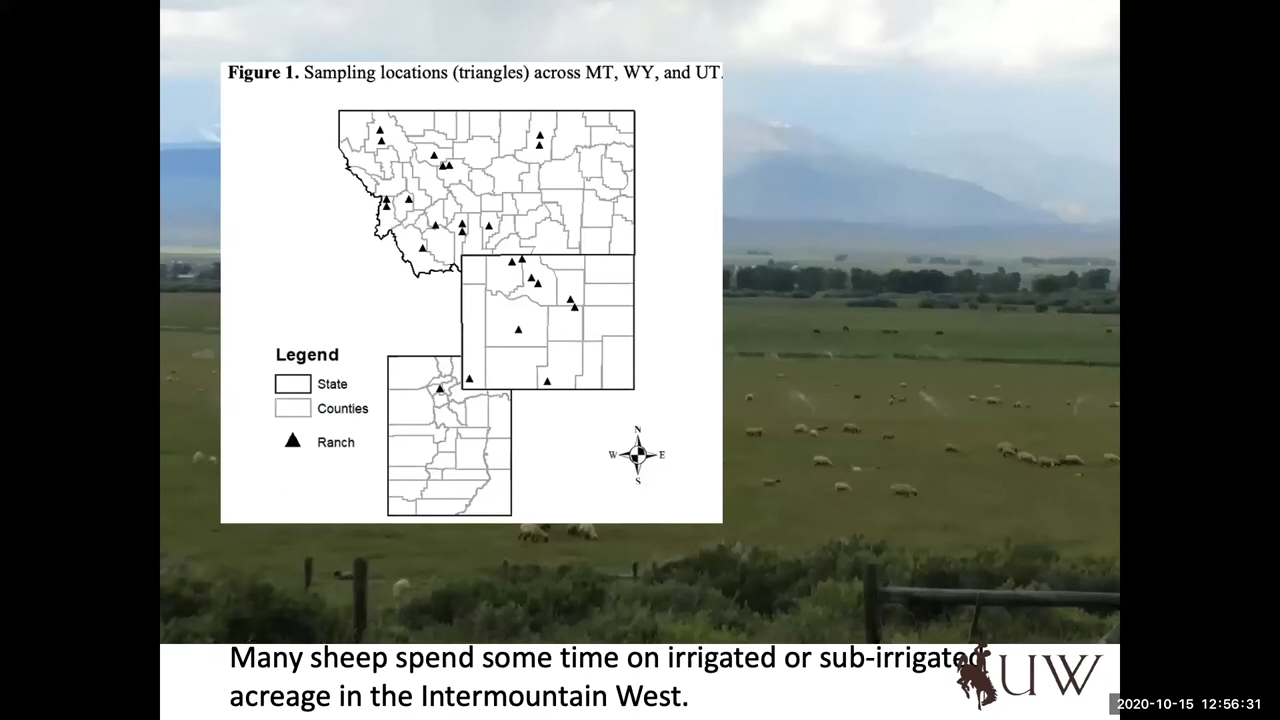 Figure 1. Sampling locations (triangles) across MT, WY, and UT.
Legend
State
Counties
Ranch
N
W E
S
Many sheep spend some time on irrigated or sub-irrigated
acreage in the Intermountain West.
UW
2020-10-15 12:56:31